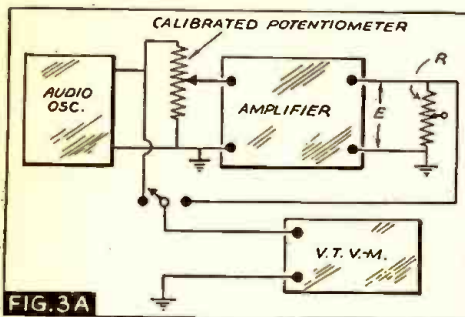 CALIBRATED POTENTIOMETER
AUDIO
OSC.
AMPLIFIER
E
R
V.T.V.-M.
FIG. 3A